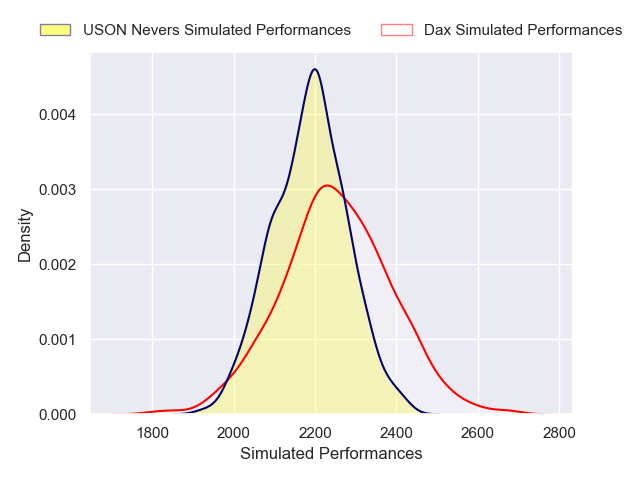 USON Nevers Simulated Performances
Dax Simulated Performances
0.004
0.003
0.002
0.001
0.000
Density
1800
2000
2200
2400
2600
2800
Simulated Performances